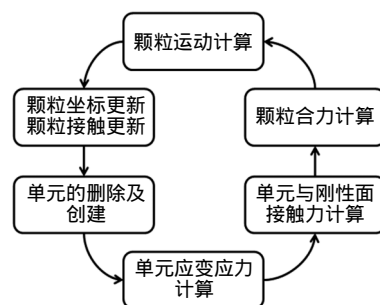 颗粒运动计算
颗粒坐标更新
颗粒接触更新
颗粒合力计算
单元的删除及
创建
单元与刚性面
接触力计算
单元应变应力
计算